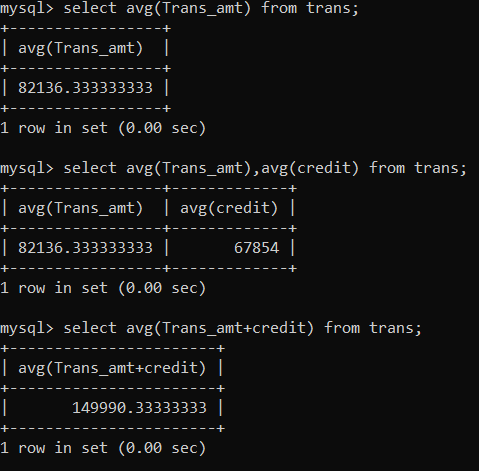 mysql> select avg(Trans_amt) from trans;
+-----------------+
| avg(Trans_amt)  |
+-----------------+
| 82136.333333333 |
+-----------------+
1 row in set (0.00 sec)
mysql> select avg(Trans_amt),avg(credit) from trans;
+-----------------+-------------+
| avg(Trans_amt)  | avg(credit) |
+-----------------+-------------+
| 82136.333333333 |       67854 |
+-----------------+-------------+
1 row in set (0.00 sec)
mysql> select avg(Trans_amt+credit) from trans;
+-----------------------+
| avg(Trans_amt+credit) |
+-----------------------+
|       149990.33333333 |
+-----------------------+
1 row in set (0.00 sec)